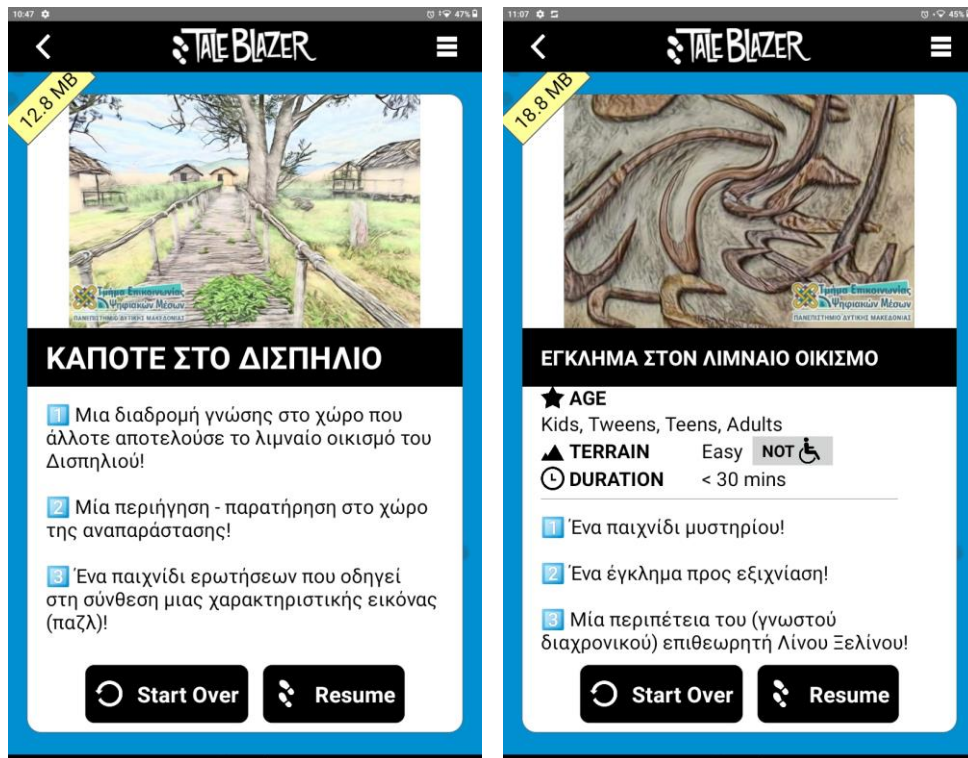 10:47
47%
TALEBLAZER
12.8 MB
Τμήμα Επικοινωνίας
Ψηφιακών Μέσων
ΠΑΝΕΠΙΣΤΗΜΙΟ ΔΥΤΙΚΗΣ ΜΑΚΕΔΟΝΙΑΣ
ΚΑΠΟΤΕ ΣΤΟ ΔΙΣΠΗΛΙΟ
1 Μια διαδρομή γνώσης στο χώρο που
άλλοτε αποτελούσε το λιμναίο οικισμό του
Δισπηλιού!
2 Μία περιήγηση - παρατήρηση στο χώρο
της αναπαράστασης!
3 Ένα παιχνίδι ερωτήσεων που οδηγεί
στη σύνθεση μιας χαρακτηριστικής εικόνας
(παζλ)!
Start Over
Resume
11:07
45%
TALEBLAZER
18.8 MB
Τμήμα Επικοινωνίας
Ψηφιακών Μέσων
ΠΑΝΕΠΙΣΤΗΜΙΟ ΔΥΤΙΚΗΣ ΜΑΚΕΔΟΝΙΑΣ
ΕΓΚΛΗΜΑ ΣΤΟΝ ΛΙΜΝΑΙΟ ΟΙΚΙΣΜΟ
AGE
Kids, Tweens, Teens, Adults
TERRAIN Easy NOT
DURATION < 30 mins
1 Ένα παιχνίδι μυστηρίου!
2 Ένα έγκλημα προς εξιχνίαση!
3 Μία περιπέτεια του (γνωστού
διαχρονικού) επιθεωρητή Λίνου Ξελίνου!
Start Over
Resume